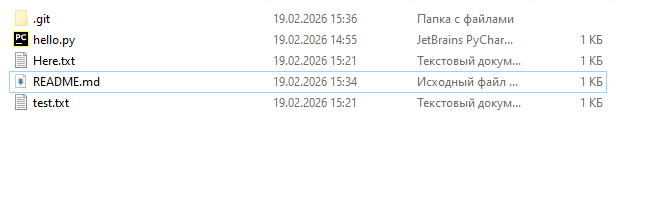 .git 19.02.2026 15:36 Папка с файлами
PC hello.py 19.02.2026 14:55 JetBrains PyChar... 1 КБ
Here.txt 19.02.2026 15:21 Текстовый докум... 1 КБ
README.md 19.02.2026 15:34 Исходный файл ... 1 КБ
test.txt 19.02.2026 15:21 Текстовый докум... 1 КБ